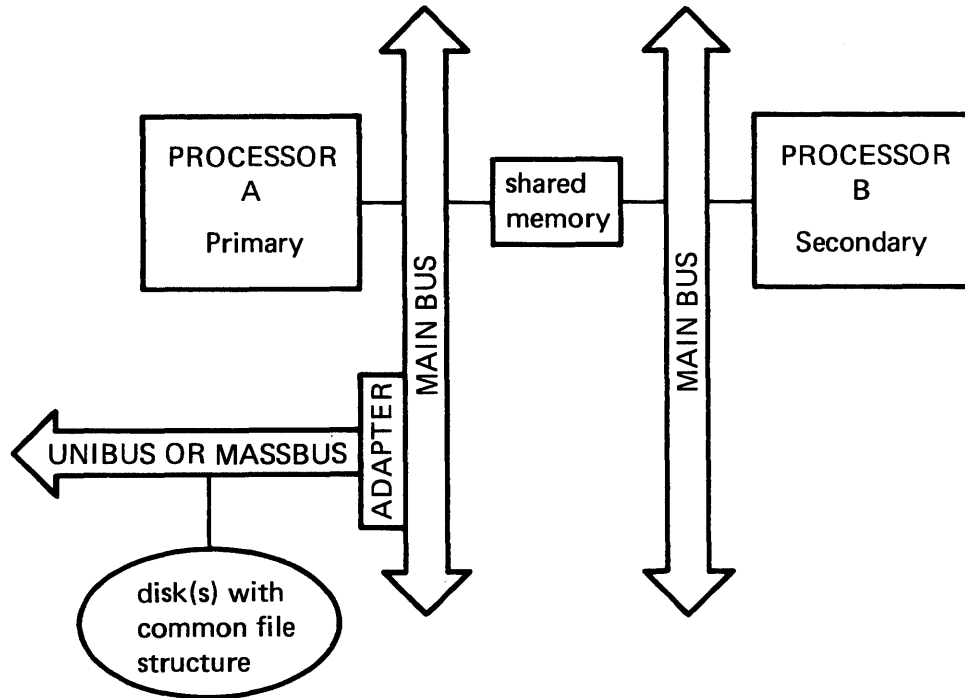 PROCESSOR
A
Primary
MAIN BUS
shared
memory
MAIN BUS
PROCESSOR
B
Secondary
ADAPTER
UNIBUS OR MASSBUS
disk(s) with
common file
structure